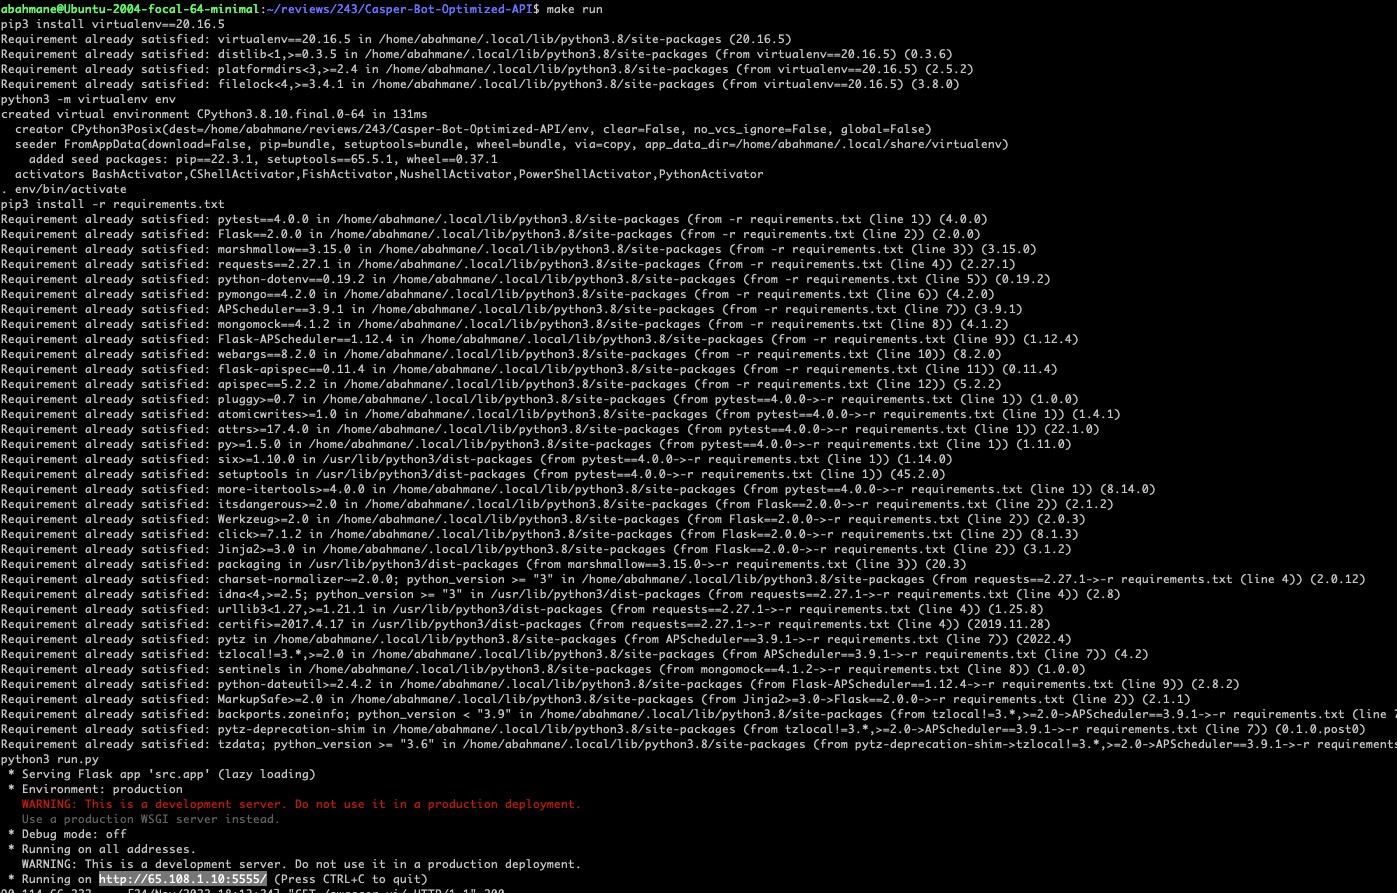 abahmane@Ubuntu-2004-focal-64-minimal:~/reviews/243/Casper-Bot-Optimized-API$ make run
pip3 install virtualenv==20.16.5
Requirement already satisfied: virtualenv==20.16.5 in /home/abahmane/.local/lib/python3.8/site-packages (20.16.5)
Requirement already satisfied: distlib<1,>=0.3.5 in /home/abahmane/.local/lib/python3.8/site-packages (from virtualenv==20.16.5) (0.3.6)
Requirement already satisfied: platformdirs<3,>=2.4 in /home/abahmane/.local/lib/python3.8/site-packages (from virtualenv==20.16.5) (2.5.2)
Requirement already satisfied: filelock<4,>=3.4.1 in /home/abahmane/.local/lib/python3.8/site-packages (from virtualenv==20.16.5) (3.8.0)
python3 -m virtualenv env
created virtual environment CPython3.8.10.final.0-64 in 131ms
  creator CPython3Posix(dest=/home/abahmane/reviews/243/Casper-Bot-Optimized-API/env, clear=False, no_vcs_ignore=False, global=False)
  seeder FromAppData(download=False, pip=bundle, setuptools=bundle, wheel=bundle, via=copy, app_data_dir=/home/abahmane/.local/share/virtualenv)
    added seed packages: pip==22.3.1, setuptools==65.5.1, wheel==0.37.1
  activators BashActivator,CShellActivator,FishActivator,NushellActivator,PowerShellActivator,PythonActivator
. env/bin/activate
pip3 install -r requirements.txt
Requirement already satisfied: pytest==4.0.0 in /home/abahmane/.local/lib/python3.8/site-packages (from -r requirements.txt (line 1)) (4.0.0)
Requirement already satisfied: Flask==2.0.0 in /home/abahmane/.local/lib/python3.8/site-packages (from -r requirements.txt (line 2)) (2.0.0)
Requirement already satisfied: marshmallow==3.15.0 in /home/abahmane/.local/lib/python3.8/site-packages (from -r requirements.txt (line 3)) (3.15.0)
Requirement already satisfied: requests==2.27.1 in /home/abahmane/.local/lib/python3.8/site-packages (from -r requirements.txt (line 4)) (2.27.1)
Requirement already satisfied: python-dotenv==0.19.2 in /home/abahmane/.local/lib/python3.8/site-packages (from -r requirements.txt (line 5)) (0.19.2)
Requirement already satisfied: pymongo==4.2.0 in /home/abahmane/.local/lib/python3.8/site-packages (from -r requirements.txt (line 6)) (4.2.0)
Requirement already satisfied: APScheduler==3.9.1 in /home/abahmane/.local/lib/python3.8/site-packages (from -r requirements.txt (line 7)) (3.9.1)
Requirement already satisfied: mongomock==4.1.2 in /home/abahmane/.local/lib/python3.8/site-packages (from -r requirements.txt (line 8)) (4.1.2)
Requirement already satisfied: Flask-APScheduler==1.12.4 in /home/abahmane/.local/lib/python3.8/site-packages (from -r requirements.txt (line 9)) (1.12.4)
Requirement already satisfied: webargs==8.2.0 in /home/abahmane/.local/lib/python3.8/site-packages (from -r requirements.txt (line 10)) (8.2.0)
Requirement already satisfied: flask-apispec==0.11.4 in /home/abahmane/.local/lib/python3.8/site-packages (from -r requirements.txt (line 11)) (0.11.4)
Requirement already satisfied: apispec==5.2.2 in /home/abahmane/.local/lib/python3.8/site-packages (from -r requirements.txt (line 12)) (5.2.2)
Requirement already satisfied: pluggy>=0.7 in /home/abahmane/.local/lib/python3.8/site-packages (from pytest==4.0.0->-r requirements.txt (line 1)) (1.0.0)
Requirement already satisfied: atomicwrites>=1.0 in /home/abahmane/.local/lib/python3.8/site-packages (from pytest==4.0.0->-r requirements.txt (line 1)) (1.4.1)
Requirement already satisfied: attrs>=17.4.0 in /home/abahmane/.local/lib/python3.8/site-packages (from pytest==4.0.0->-r requirements.txt (line 1)) (22.1.0)
Requirement already satisfied: py>=1.5.0 in /home/abahmane/.local/lib/python3.8/site-packages (from pytest==4.0.0->-r requirements.txt (line 1)) (1.11.0)
Requirement already satisfied: six>=1.10.0 in /usr/lib/python3/dist-packages (from pytest==4.0.0->-r requirements.txt (line 1)) (1.14.0)
Requirement already satisfied: setuptools in /usr/lib/python3/dist-packages (from pytest==4.0.0->-r requirements.txt (line 1)) (45.2.0)
Requirement already satisfied: more-itertools>=4.0.0 in /home/abahmane/.local/lib/python3.8/site-packages (from pytest==4.0.0->-r requirements.txt (line 1)) (8.14.0)
Requirement already satisfied: itsdangerous>=2.0 in /home/abahmane/.local/lib/python3.8/site-packages (from Flask==2.0.0->-r requirements.txt (line 2)) (2.1.2)
Requirement already satisfied: Werkzeug>=2.0 in /home/abahmane/.local/lib/python3.8/site-packages (from Flask==2.0.0->-r requirements.txt (line 2)) (2.0.3)
Requirement already satisfied: click>=7.1.2 in /home/abahmane/.local/lib/python3.8/site-packages (from Flask==2.0.0->-r requirements.txt (line 2)) (8.1.3)
Requirement already satisfied: Jinja2>=3.0 in /home/abahmane/.local/lib/python3.8/site-packages (from Flask==2.0.0->-r requirements.txt (line 2)) (3.1.2)
Requirement already satisfied: packaging in /usr/lib/python3/dist-packages (from marshmallow==3.15.0->-r requirements.txt (line 3)) (20.3)
Requirement already satisfied: charset-normalizer~=2.0.0; python_version >= "3" in /home/abahmane/.local/lib/python3.8/site-packages (from requests==2.27.1->-r requirements.txt (line 4)) (2.0.12)
Requirement already satisfied: idna<4,>=2.5; python_version >= "3" in /usr/lib/python3/dist-packages (from requests==2.27.1->-r requirements.txt (line 4)) (2.8)
Requirement already satisfied: urllib3<1.27,>=1.21.1 in /usr/lib/python3/dist-packages (from requests==2.27.1->-r requirements.txt (line 4)) (1.25.8)
Requirement already satisfied: certifi>=2017.4.17 in /usr/lib/python3/dist-packages (from requests==2.27.1->-r requirements.txt (line 4)) (2019.11.28)
Requirement already satisfied: pytz in /home/abahmane/.local/lib/python3.8/site-packages (from APScheduler==3.9.1->-r requirements.txt (line 7)) (2022.4)
Requirement already satisfied: tzlocal!=3.*,>=2.0 in /home/abahmane/.local/lib/python3.8/site-packages (from APScheduler==3.9.1->-r requirements.txt (line 7)) (4.2)
Requirement already satisfied: sentinels in /home/abahmane/.local/lib/python3.8/site-packages (from mongomock==4.1.2->-r requirements.txt (line 8)) (1.0.0)
Requirement already satisfied: python-dateutil>=2.4.2 in /home/abahmane/.local/lib/python3.8/site-packages (from Flask-APScheduler==1.12.4->-r requirements.txt (line 9)) (2.8.2)
Requirement already satisfied: MarkupSafe>=2.0 in /home/abahmane/.local/lib/python3.8/site-packages (from Jinja2>=3.0->Flask==2.0.0->-r requirements.txt (line 2)) (2.1.1)
Requirement already satisfied: backports.zoneinfo; python_version < "3.9" in /home/abahmane/.local/lib/python3.8/site-packages (from tzlocal!=3.*,>=2.0->APScheduler==3.9.1->-r requirements.txt (line 7
Requirement already satisfied: pytz-deprecation-shim in /home/abahmane/.local/lib/python3.8/site-packages (from tzlocal!=3.*,>=2.0->APScheduler==3.9.1->-r requirements.txt (line 7)) (0.1.0.post0)
Requirement already satisfied: tzdata; python_version >= "3.6" in /home/abahmane/.local/lib/python3.8/site-packages (from pytz-deprecation-shim->tzlocal!=3.*,>=2.0->APScheduler==3.9.1->-r requirements
python3 run.py
 * Serving Flask app 'src.app' (lazy loading)
 * Environment: production
   WARNING: This is a development server. Do not use it in a production deployment.
   Use a production WSGI server instead.
 * Debug mode: off
 * Running on all addresses.
   WARNING: This is a development server. Do not use it in a production deployment.
 * Running on http://65.108.1.10:5555/ (Press CTRL+C to quit)